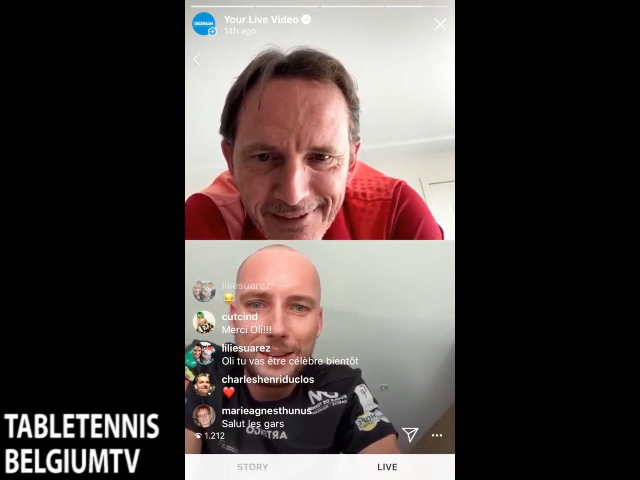 DECATHLON
Your Live Video
14h ago
liliesuarez
😂
cutcind
Merci Oli!!!
liliesuarez
Oli tu vas être célèbre bientôt
charleshenriduclos
❤️
marieagnesthunus
Salut les gars
1.212
STORY
LIVE
TABLETENNIS
BELGIUMTV